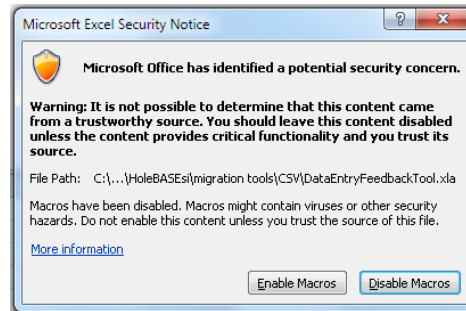 Microsoft Excel Security Notice
Microsoft Office has identified a potential security concern.
Warning: It is not possible to determine that this content came
from a trustworthy source. You should leave this content disabled
unless the content provides critical functionality and you trust its
source.
File Path: C:\...\HoleBASEsi\migration tools\CSV\DataEntryFeedbackTool.xla
Macros have been disabled. Macros might contain viruses or other security
hazards. Do not enable this content unless you trust the source of this file.
More information
Enable Macros Disable Macros